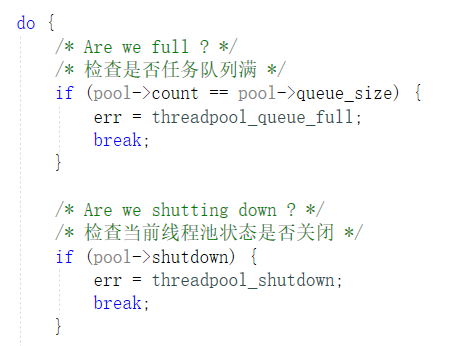 do {
/* Are we full ? */
/* 检查是否任务队列满 */
if (pool->count == pool->queue_size) {
err = threadpool_queue_full;
break;
}
/* Are we shutting down ? */
/* 检查当前线程池状态是否关闭 */
if (pool->shutdown) {
err = threadpool_shutdown;
break;
}